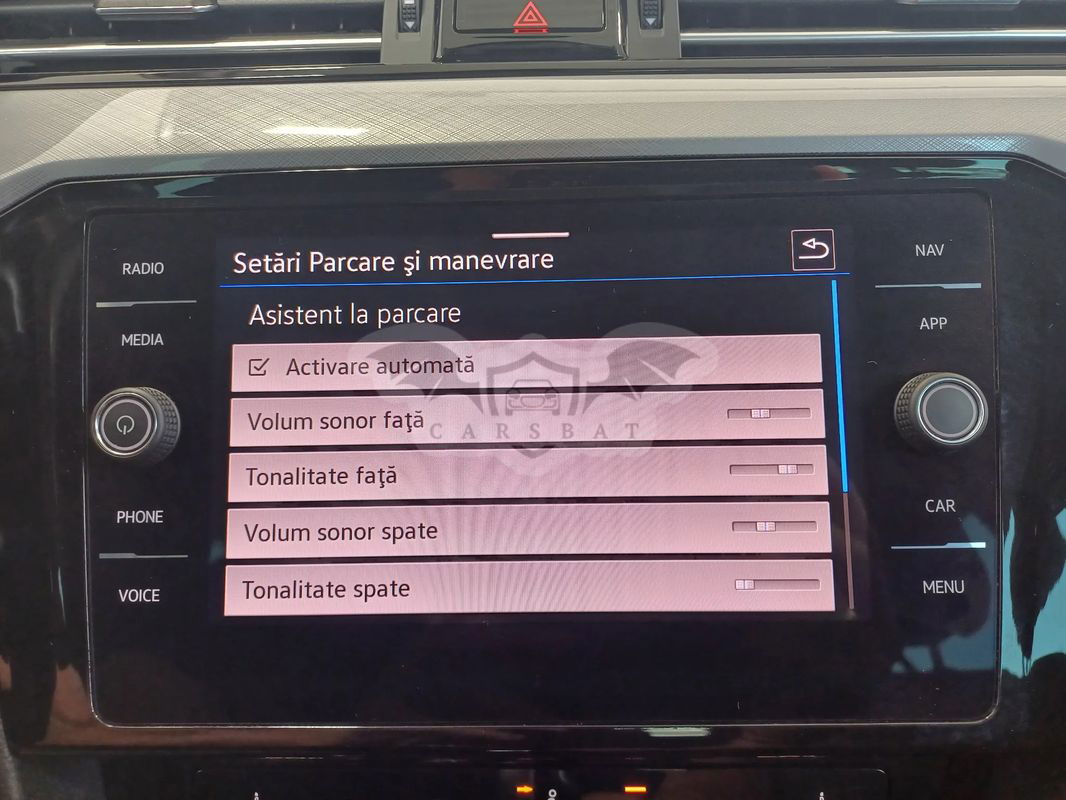 RADIO
MEDIA
PHONE
VOICE
Setări Parcare şi manevrare
Asistent la parcare
Activare automată
Volum sonor faţă
CARSBAT
Tonalitate faţă
Volum sonor spate
Tonalitate spate
NAV
APP
CAR
MENU